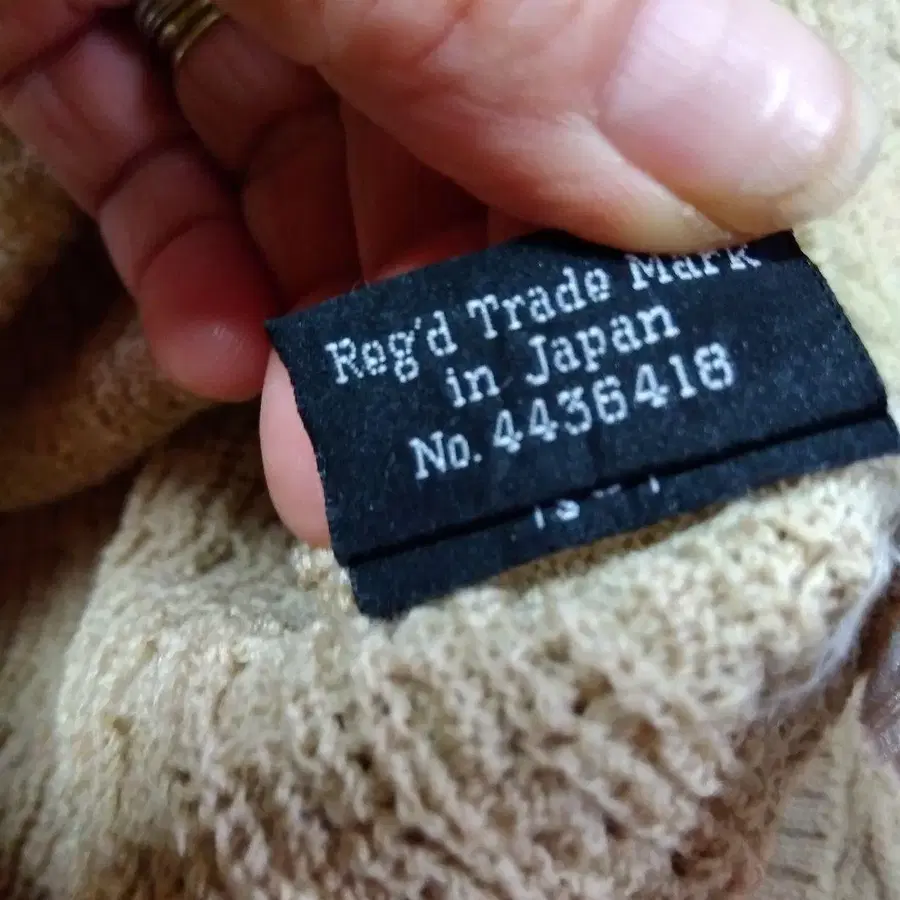 Reg'd Trade Mark
in Japan
No. 4436418